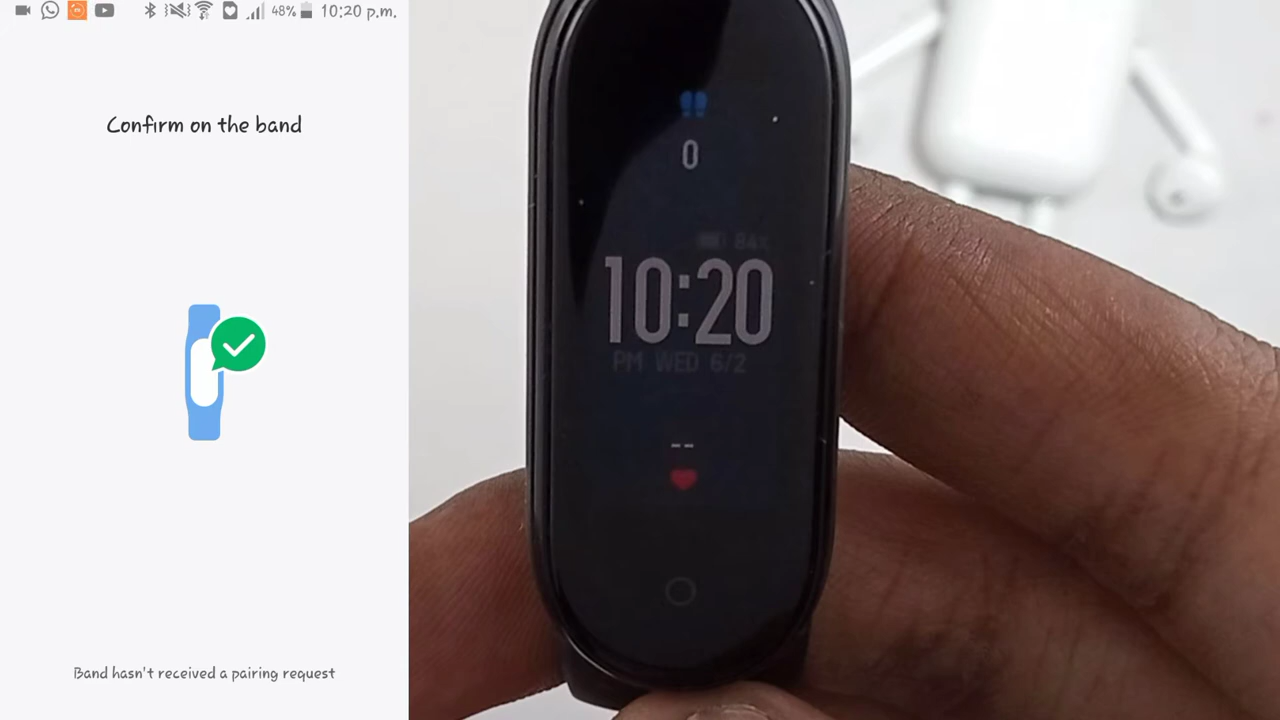 48% 10:20 p.m.
Confirm on the band
Band hasn't received a pairing request
0
84%
10:20
PM WED 6/2
--